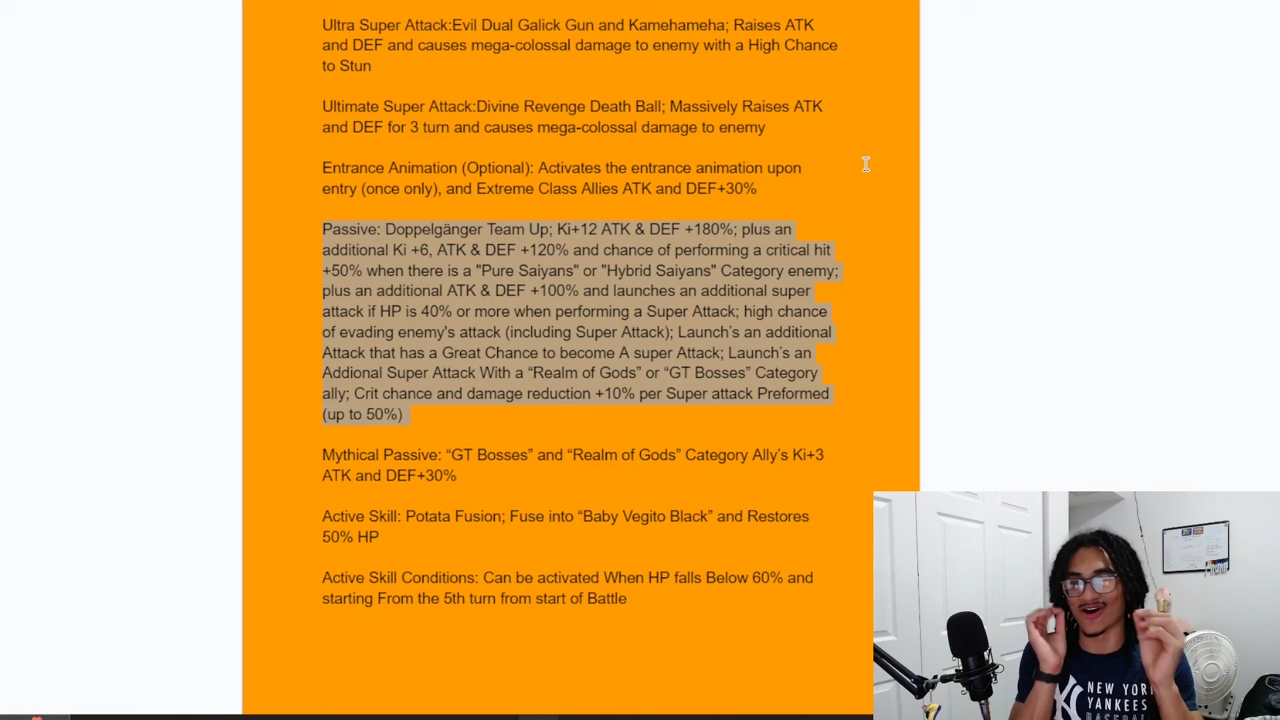 Ultra Super Attack:Evil Dual Galick Gun and Kamehameha; Raises ATK
and DEF and causes mega-colossal damage to enemy with a High Chance
to Stun
Ultimate Super Attack:Divine Revenge Death Ball; Massively Raises ATK
and DEF for 3 turn and causes mega-colossal damage to enemy
Entrance Animation (Optional): Activates the entrance animation upon
entry (once only), and Extreme Class Allies ATK and DEF+30%
Passive: Doppelgänger Team Up; Ki+12 ATK & DEF +180%; plus an
additional Ki +6, ATK & DEF +120% and chance of performing a critical hit
+50% when there is a "Pure Saiyans" or "Hybrid Saiyans" Category enemy;
plus an additional ATK & DEF +100% and launches an additional super
attack if HP is 40% or more when performing a Super Attack; high chance
of evading enemy's attack (including Super Attack); Launch's an additional
Attack that has a Great Chance to become A super Attack; Launch's an
Addional Super Attack With a “Realm of Gods” or “GT Bosses” Category
ally; Crit chance and damage reduction +10% per Super attack Preformed
(up to 50%)
Mythical Passive: “GT Bosses” and “Realm of Gods” Category Ally's Ki+3
ATK and DEF+30%
Active Skill: Potata Fusion; Fuse into “Baby Vegito Black” and Restores
50% HP
Active Skill Conditions: Can be activated When HP falls Below 60% and
starting From the 5th turn from start of Battle
NEW YORK
YANKEES